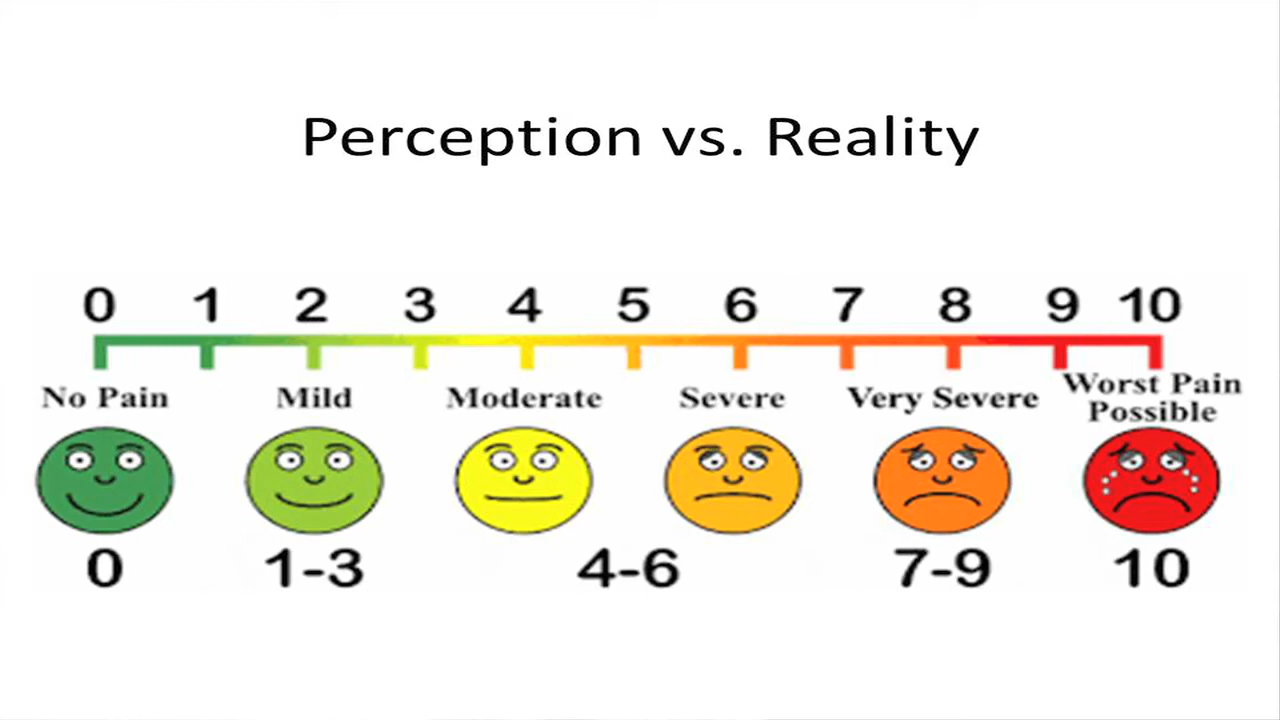 Perception vs. Reality
0 1 2 3 4 5 6 7 8 9 10
No Pain Mild Moderate Severe Very Severe Worst Pain
Possible
0 1-3 4-6 7-9 10